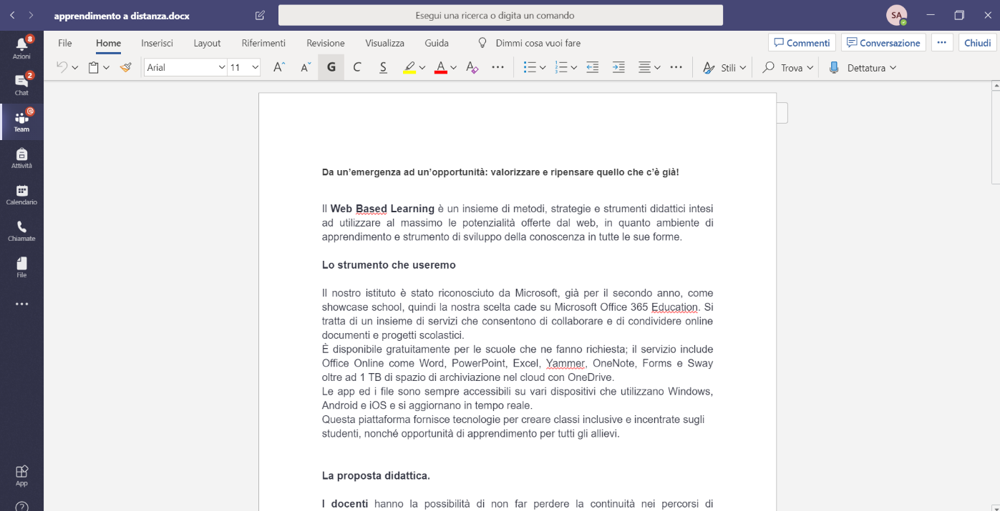 apprendimento a distanza.docx
Esegui una ricerca o digita un comando
SA
8
Azioni
2
Chat
@
Team
Attività
Calendario
Chiamate
File
App
File Home Inserisci Layout Riferimenti Revisione Visualizza Guida Dimmi cosa vuoi fare Commenti Conversazione Chiudi
Arial 11 A A G C S A A Stili Trova Dettatura
Da un’emergenza ad un’opportunità: valorizzare e ripensare quello che c’è già!
Il Web Based Learning è un insieme di metodi, strategie e strumenti didattici intesi
ad utilizzare al massimo le potenzialità offerte dal web, in quanto ambiente di
apprendimento e strumento di sviluppo della conoscenza in tutte le sue forme.
Lo strumento che useremo
Il nostro istituto è stato riconosciuto da Microsoft, già per il secondo anno, come
showcase school, quindi la nostra scelta cade su Microsoft Office 365 Education. Si
tratta di un insieme di servizi che consentono di collaborare e di condividere online
documenti e progetti scolastici.
È disponibile gratuitamente per le scuole che ne fanno richiesta; il servizio include
Office Online come Word, PowerPoint, Excel, Yammer, OneNote, Forms e Sway
oltre ad 1 TB di spazio di archiviazione nel cloud con OneDrive.
Le app ed i file sono sempre accessibili su vari dispositivi che utilizzano Windows,
Android e iOS e si aggiornano in tempo reale.
Questa piattaforma fornisce tecnologie per creare classi inclusive e incentrate sugli
studenti, nonché opportunità di apprendimento per tutti gli allievi.
La proposta didattica.
I docenti hanno la possibilità di non far perdere la continuità nei percorsi di